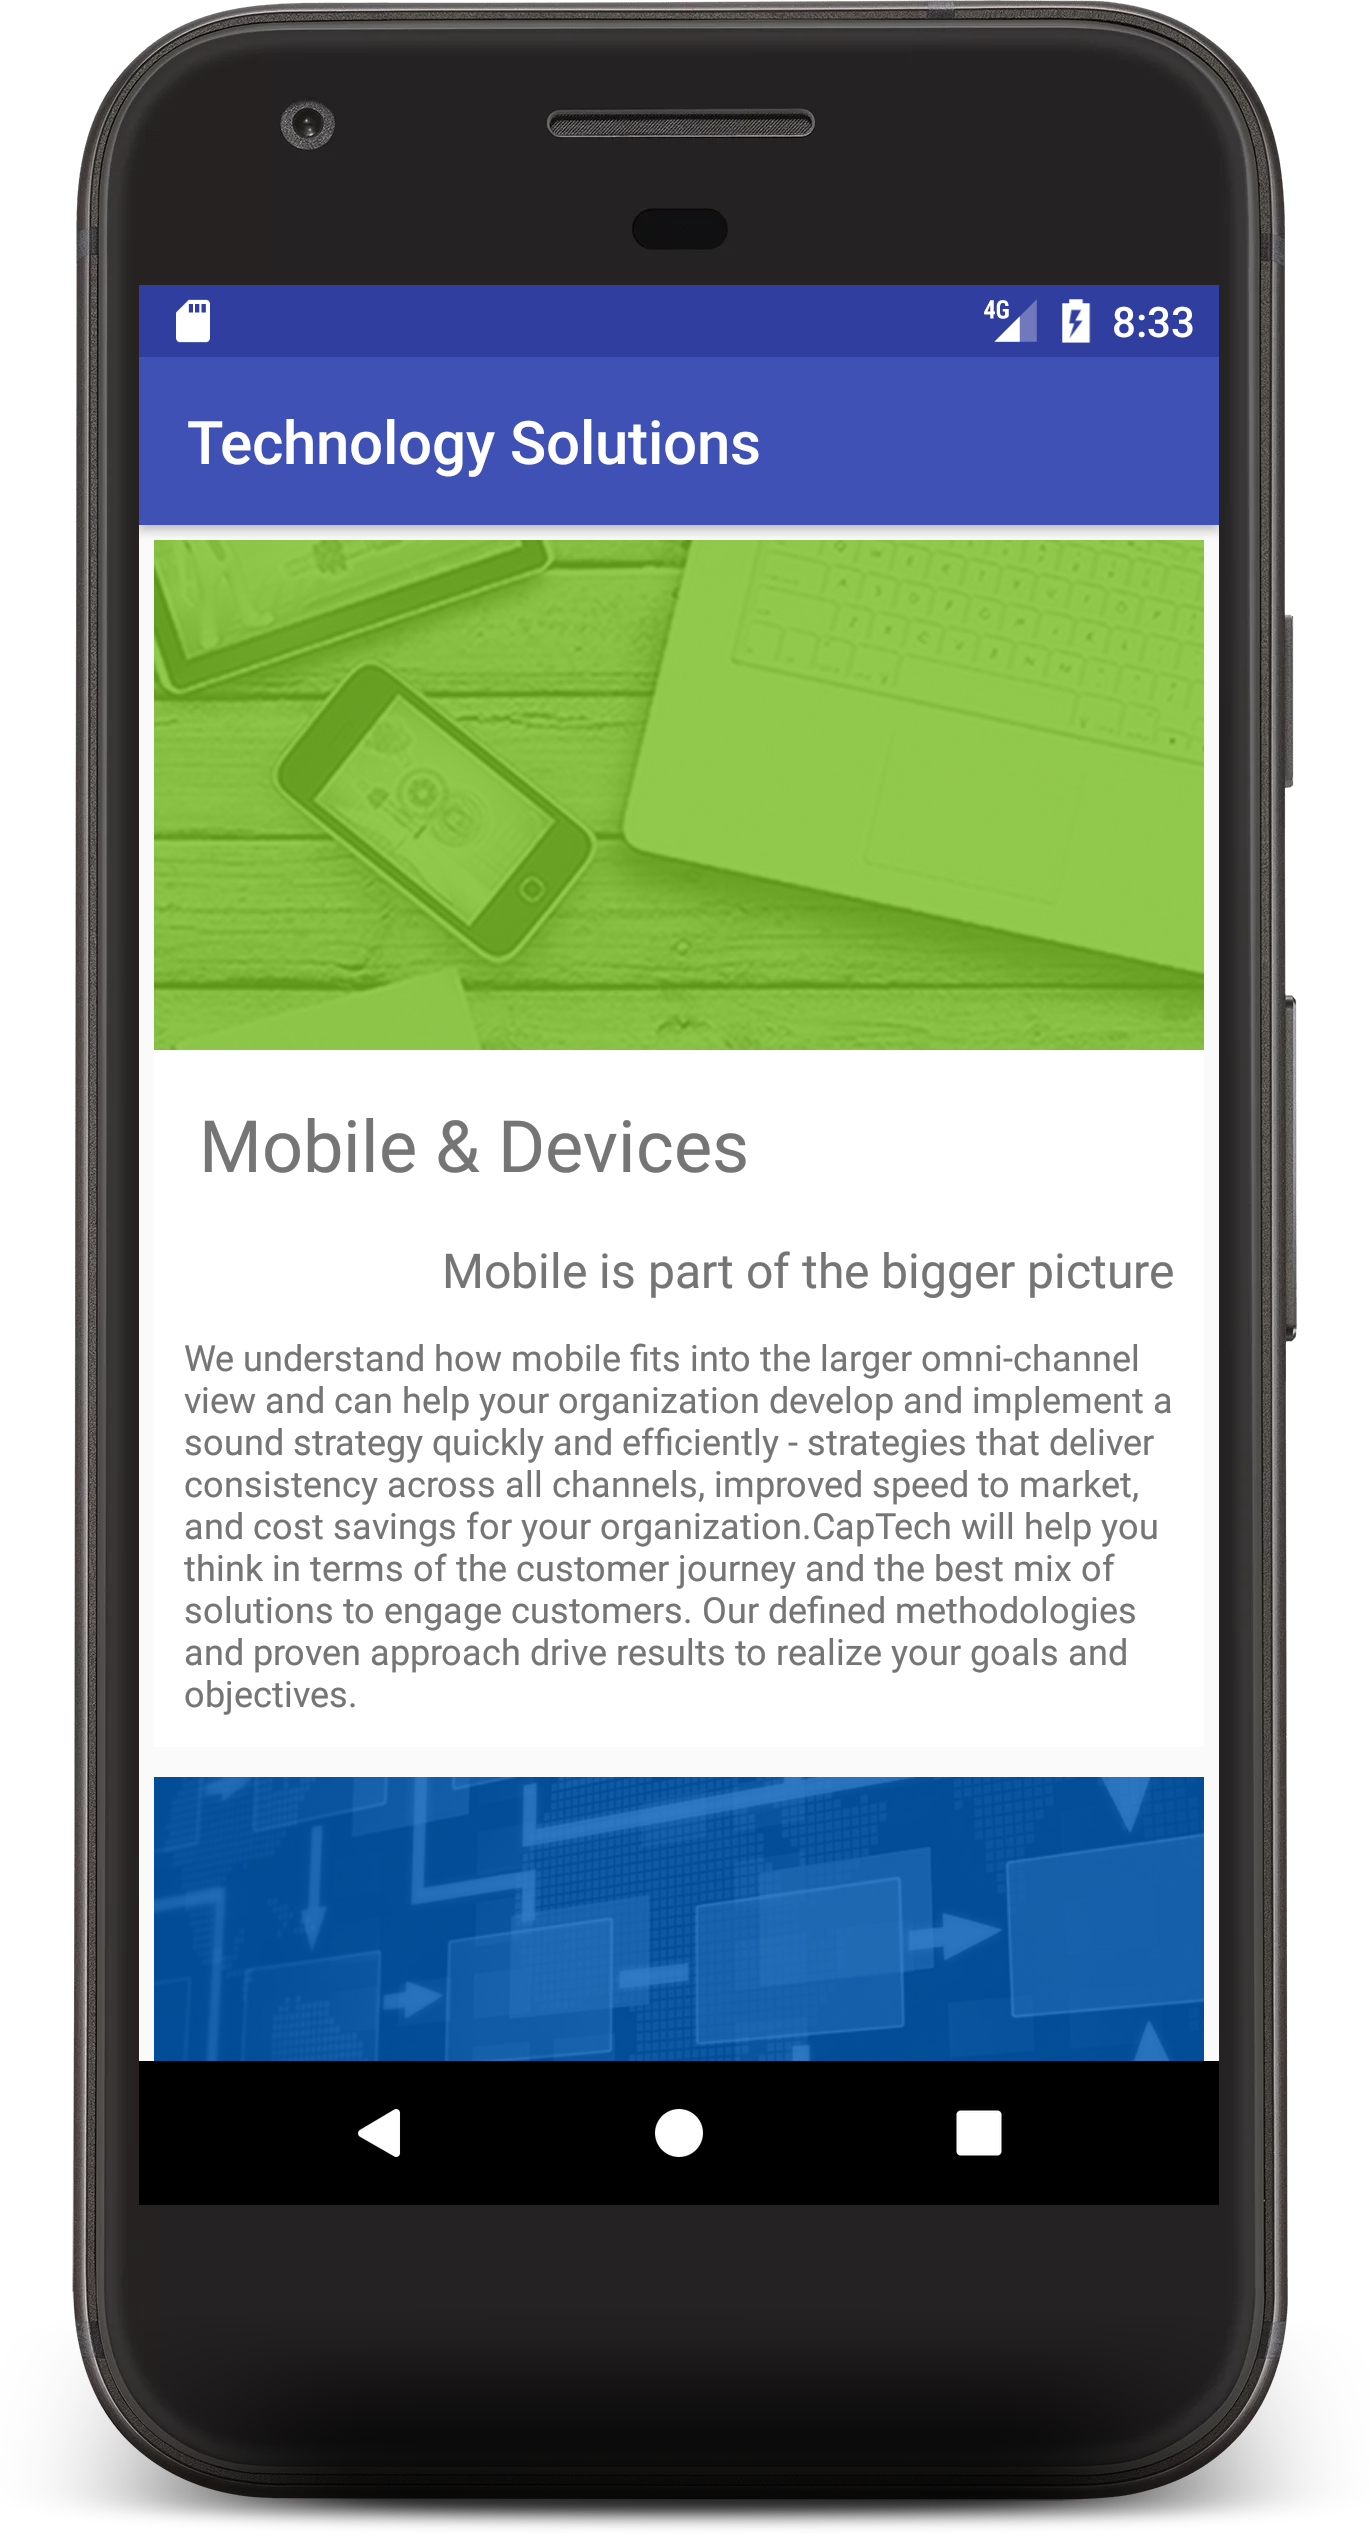 4G 8:33
Technology Solutions
Mobile & Devices
Mobile is part of the bigger picture
We understand how mobile fits into the larger omni-channel
view and can help your organization develop and implement a
sound strategy quickly and efficiently - strategies that deliver
consistency across all channels, improved speed to market,
and cost savings for your organization.CapTech will help you
think in terms of the customer journey and the best mix of
solutions to engage customers. Our defined methodologies
and proven approach drive results to realize your goals and
objectives.